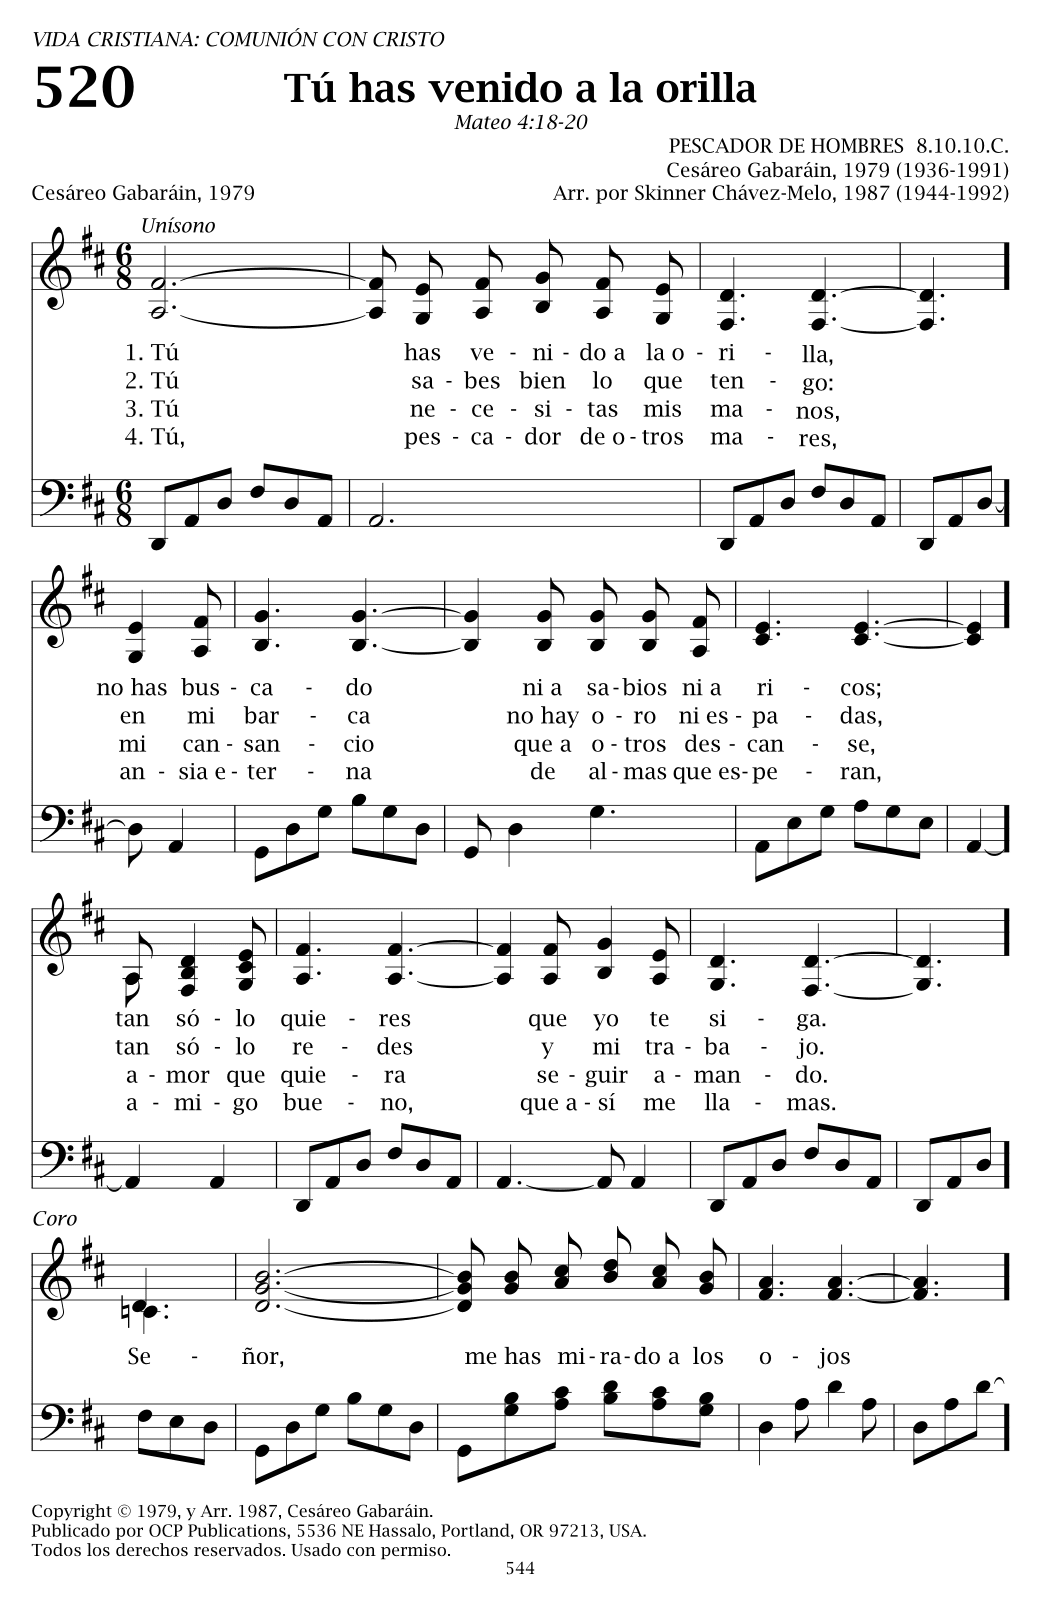 VIDA CRISTIANA: COMUNIÓN CON CRISTO
520 Tú has venido a la orilla
Mateo 4:18-20
PESCADOR DE HOMBRES 8.10.10.C.
Cesáreo Gabaráin, 1979 (1936-1991)
Cesáreo Gabaráin, 1979 Arr. por Skinner Chávez-Melo, 1987 (1944-1992)
Unísono
6 8
1. Tú has ve - ni - do a la o - ri - lla,
2. Tú sa - bes bien lo que ten - go:
3. Tú ne - ce - si - tas mis ma - nos,
4. Tú, pes - ca - dor de o - tros ma - res,
6 8
no has bus - ca - do ni a sa - bios ni a ri - cos;
en mi bar - ca no hay o - ro ni es - pa - das,
mi can - san - cio que a o - tros des - can - se,
an - sia e - ter - na de al - mas que es - pe - ran,
tan só - lo quie - res que yo te si - ga.
tan só - lo re - des y mi tra - ba - jo.
a - mor que quie - ra se - guir a - man - do.
a - mi - go bue - no, que a - sí me lla - mas.
Coro
Se - ñor, me has mi - ra - do a los o - jos
Copyright © 1979, y Arr. 1987, Cesáreo Gabaráin.
Publicado por OCP Publications, 5536 NE Hassalo, Portland, OR 97213, USA.
Todos los derechos reservados. Usado con permiso.
544